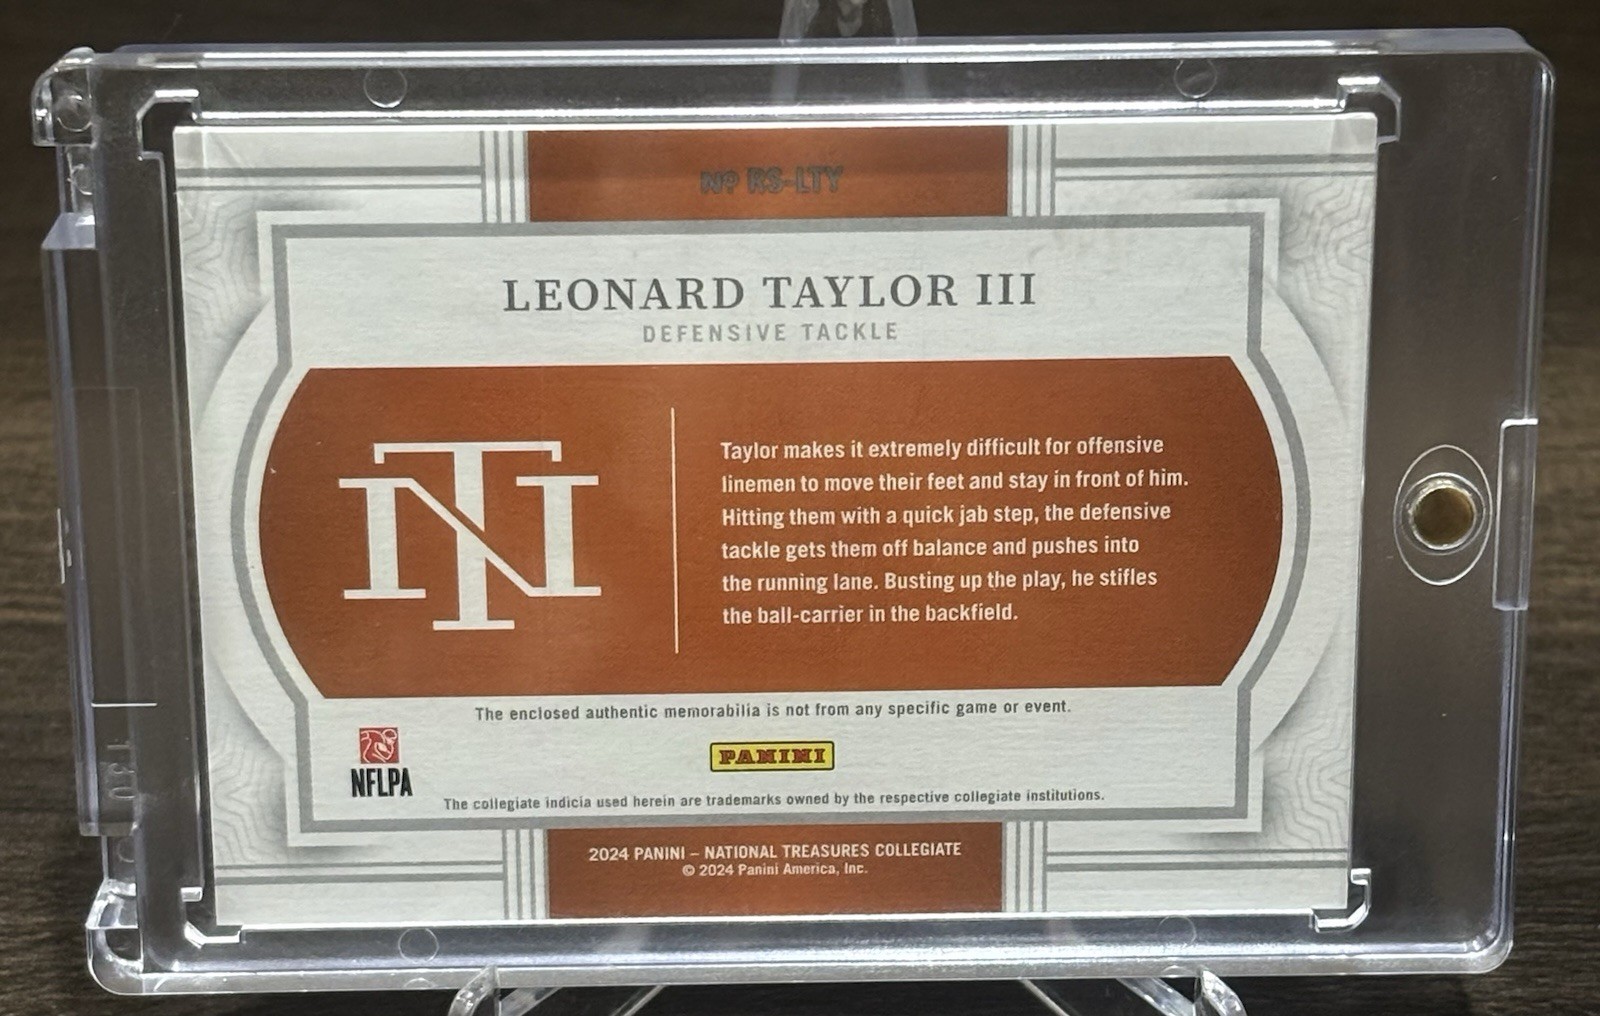 Nº RS-LTY
LEONARD TAYLOR III
DEFENSIVE TACKLE
NT
Taylor makes it extremely difficult for offensive
linemen to move their feet and stay in front of him.
Hitting them with a quick jab step, the defensive
tackle gets them off balance and pushes into
the running lane. Busting up the play, he stifles
the ball-carrier in the backfield.
The enclosed authentic memorabilia is not from any specific game or event.
NFLPA
PANINI
The collegiate indicia used herein are trademarks owned by the respective collegiate institutions.
2024 PANINI – NATIONAL TREASURES COLLEGIATE
© 2024 Panini America, Inc.